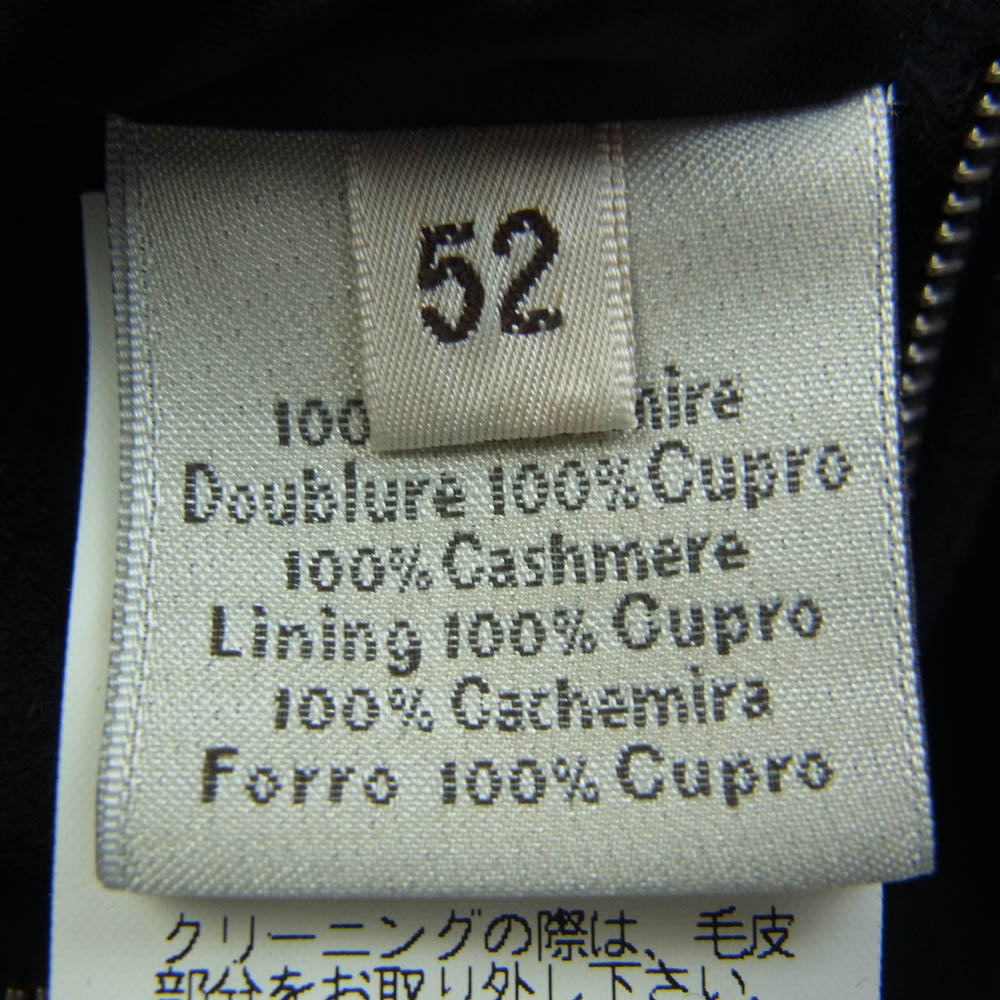 52
100 mire
Doublure 100% Cupro
100% Cashmere
Lining 100% Cupro
100% Cachemira
Forro 100% Cupro
クリーニングの際は、毛皮
部分をお取り外し下さい。